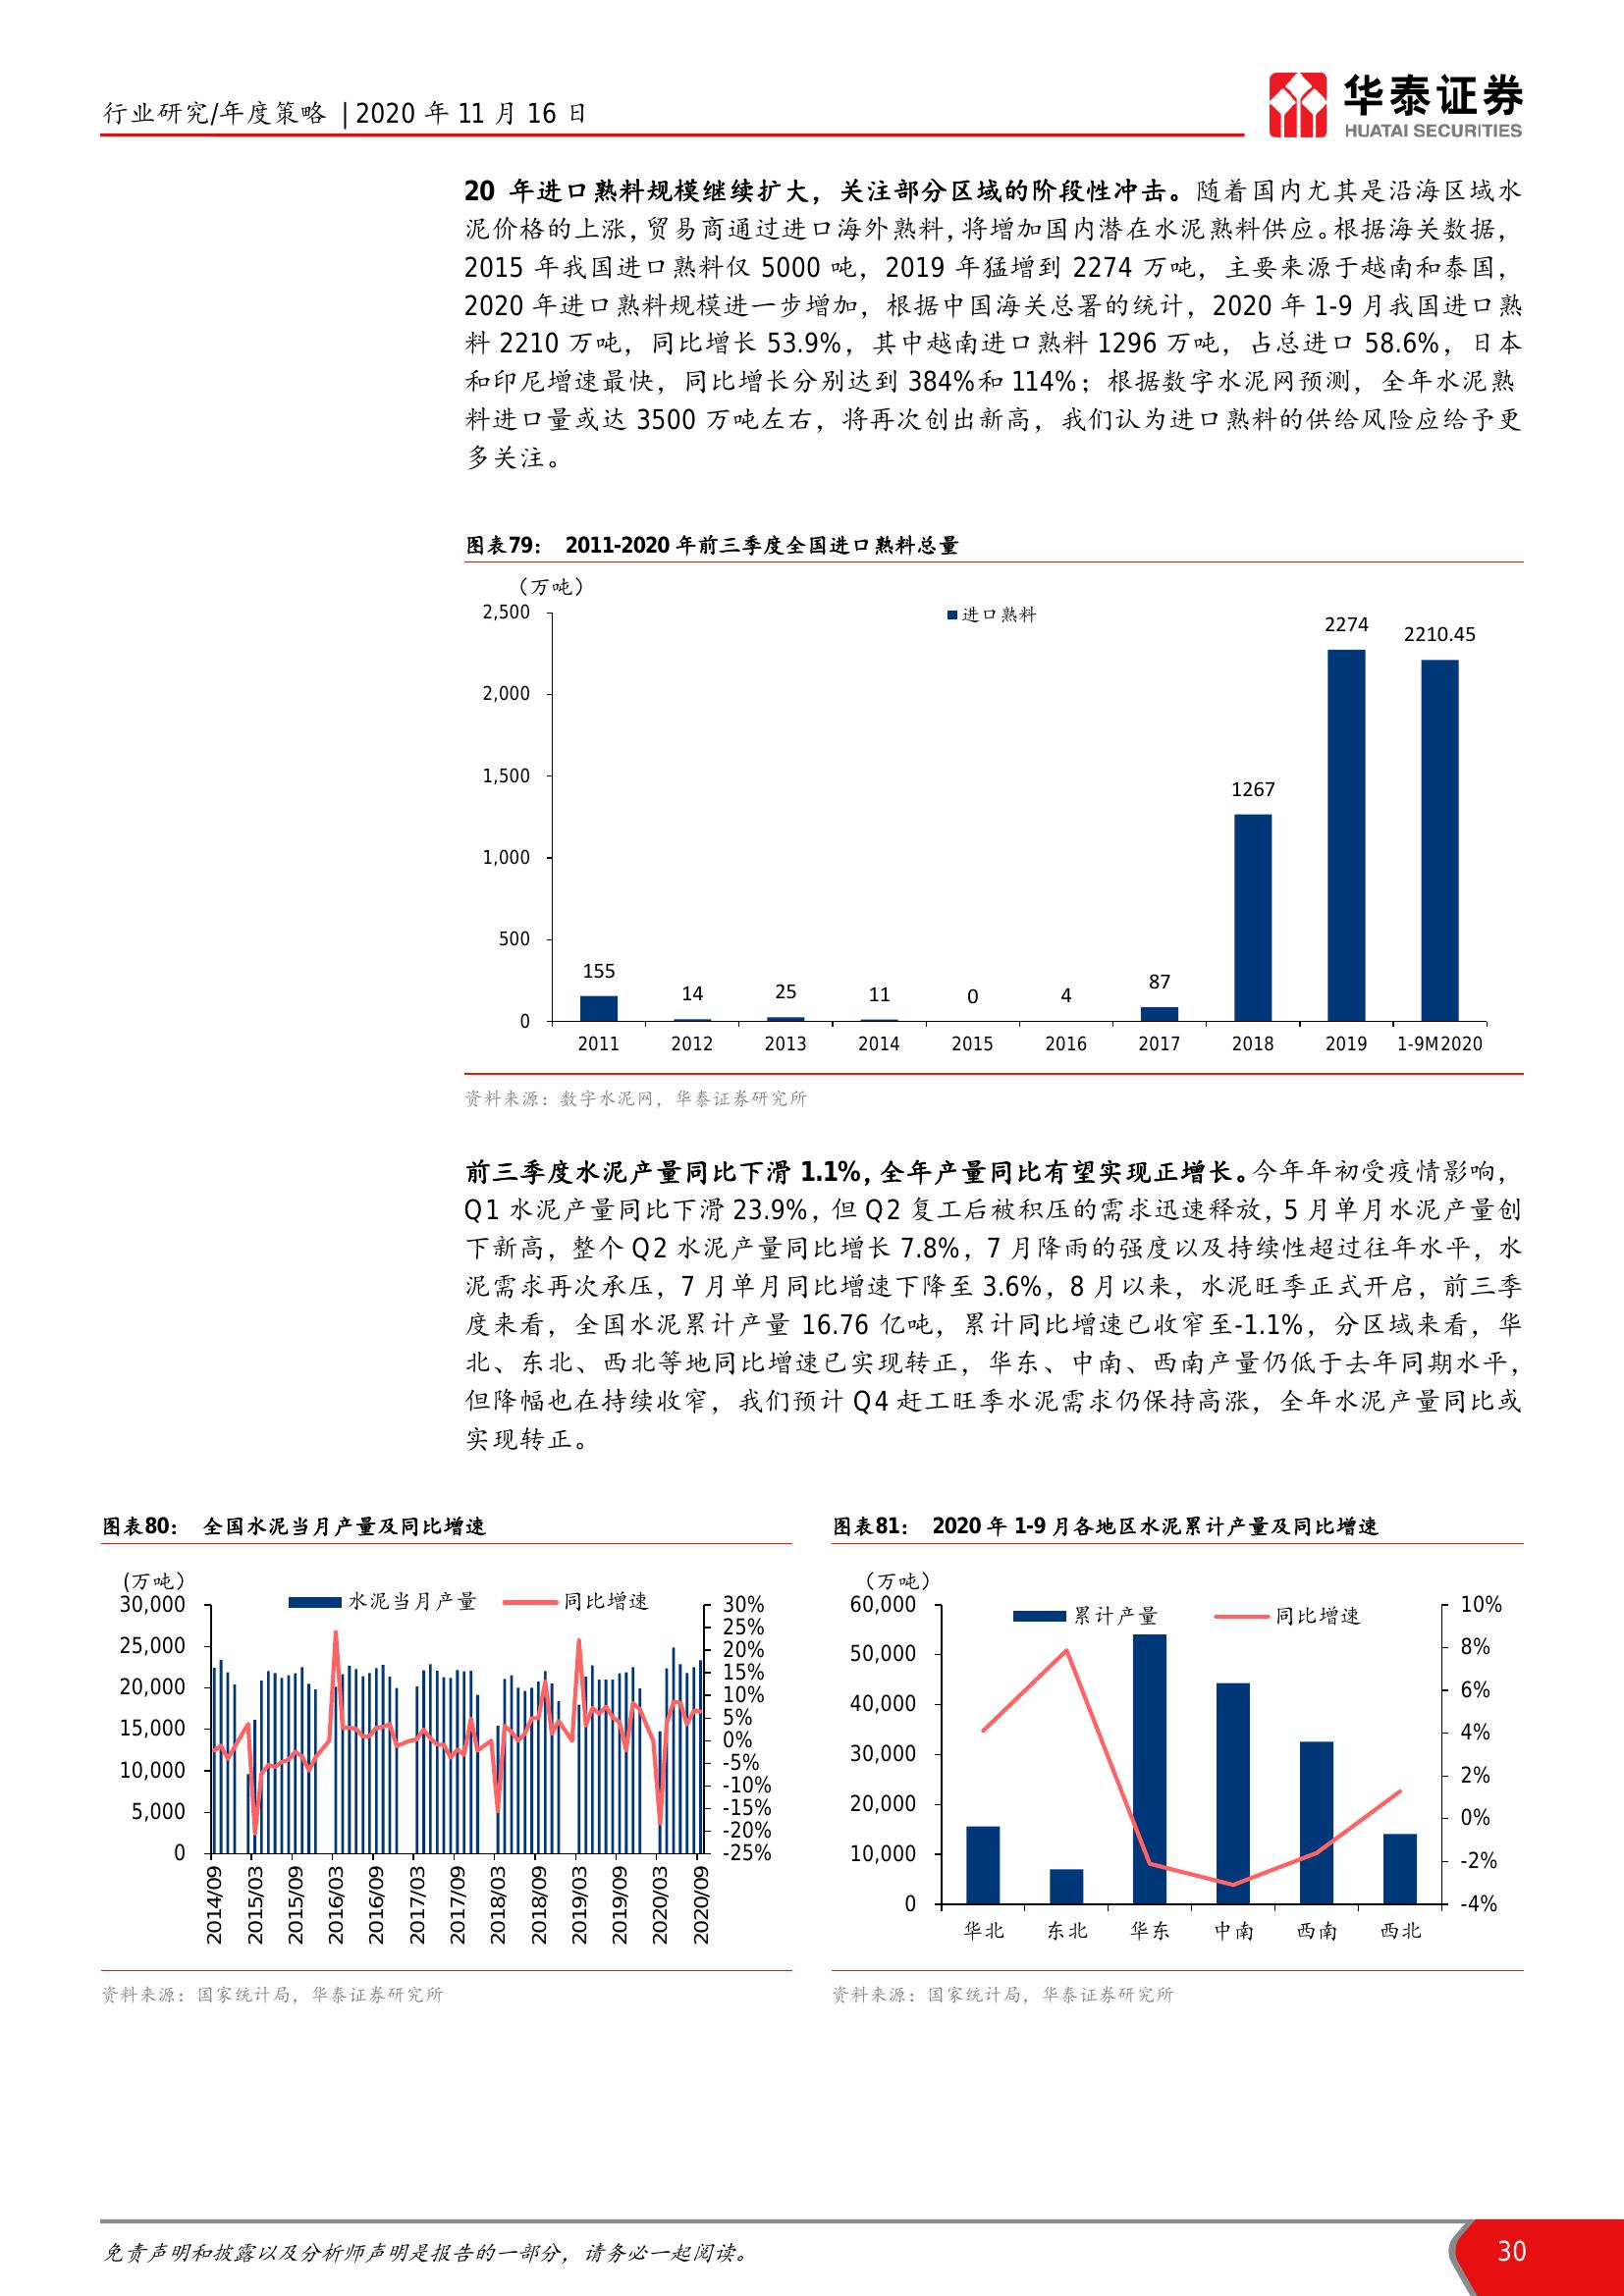 行业研究/年度策略 | 2020 年 11 月 16 日
华泰证券
HUATAI SECURITIES
20 年进口熟料规模继续扩大，关注部分区域的阶段性冲击。随着国内尤其是沿海区域水
泥价格的上涨，贸易商通过进口海外熟料，将增加国内潜在水泥熟料供应。根据海关数据，
2015 年我国进口熟料仅 5000 吨，2019 年猛增到 2274 万吨，主要来源于越南和泰国，
2020 年进口熟料规模进一步增加，根据中国海关总署的统计，2020 年 1-9 月我国进口熟
料 2210 万吨，同比增长 53.9%，其中越南进口熟料 1296 万吨，占总进口 58.6%，日本
和印尼增速最快，同比增长分别达到 384%和 114%；根据数字水泥网预测，全年水泥熟
料进口量或达 3500 万吨左右，将再次创出新高，我们认为进口熟料的供给风险应给予更
多关注。
图表79： 2011-2020 年前三季度全国进口熟料总量
（万吨）
进口熟料
2,500
2,000
1,500
1,000
500
0
155
14
25
11
0
4
87
1267
2274
2210.45
2011 2012 2013 2014 2015 2016 2017 2018 2019 1-9M2020
资料来源：数字水泥网，华泰证券研究所
前三季度水泥产量同比下滑 1.1%，全年产量同比有望实现正增长。今年年初受疫情影响，
Q1 水泥产量同比下滑 23.9%，但 Q2 复工后被积压的需求迅速释放，5 月单月水泥产量创
下新高，整个 Q2 水泥产量同比增长 7.8%，7 月降雨的强度以及持续性超过往年水平，水
泥需求再次承压，7 月单月同比增速下降至 3.6%，8 月以来，水泥旺季正式开启，前三季
度来看，全国水泥累计产量 16.76 亿吨，累计同比增速已收窄至-1.1%，分区域来看，华
北、东北、西北等地同比增速已实现转正，华东、中南、西南产量仍低于去年同期水平，
但降幅也在持续收窄，我们预计 Q4 赶工旺季水泥需求仍保持高涨，全年水泥产量同比或
实现转正。
图表80： 全国水泥当月产量及同比增速
（万吨）
水泥当月产量 同比增速
30,000
25,000
20,000
15,000
10,000
5,000
0
30%
25%
20%
15%
10%
5%
0%
-5%
-10%
-15%
-20%
-25%
2014/09
2015/03
2015/09
2016/03
2016/09
2017/03
2017/09
2018/03
2018/09
2019/03
2019/09
2020/03
2020/09
资料来源：国家统计局，华泰证券研究所
图表81： 2020 年 1-9 月各地区水泥累计产量及同比增速
（万吨）
累计产量 同比增速
60,000
50,000
40,000
30,000
20,000
10,000
0
10%
8%
6%
4%
2%
0%
-2%
-4%
华北 东北 华东 中南 西南 西北
资料来源：国家统计局，华泰证券研究所
免责声明和披露以及分析师声明是报告的一部分，请务必一起阅读。
30